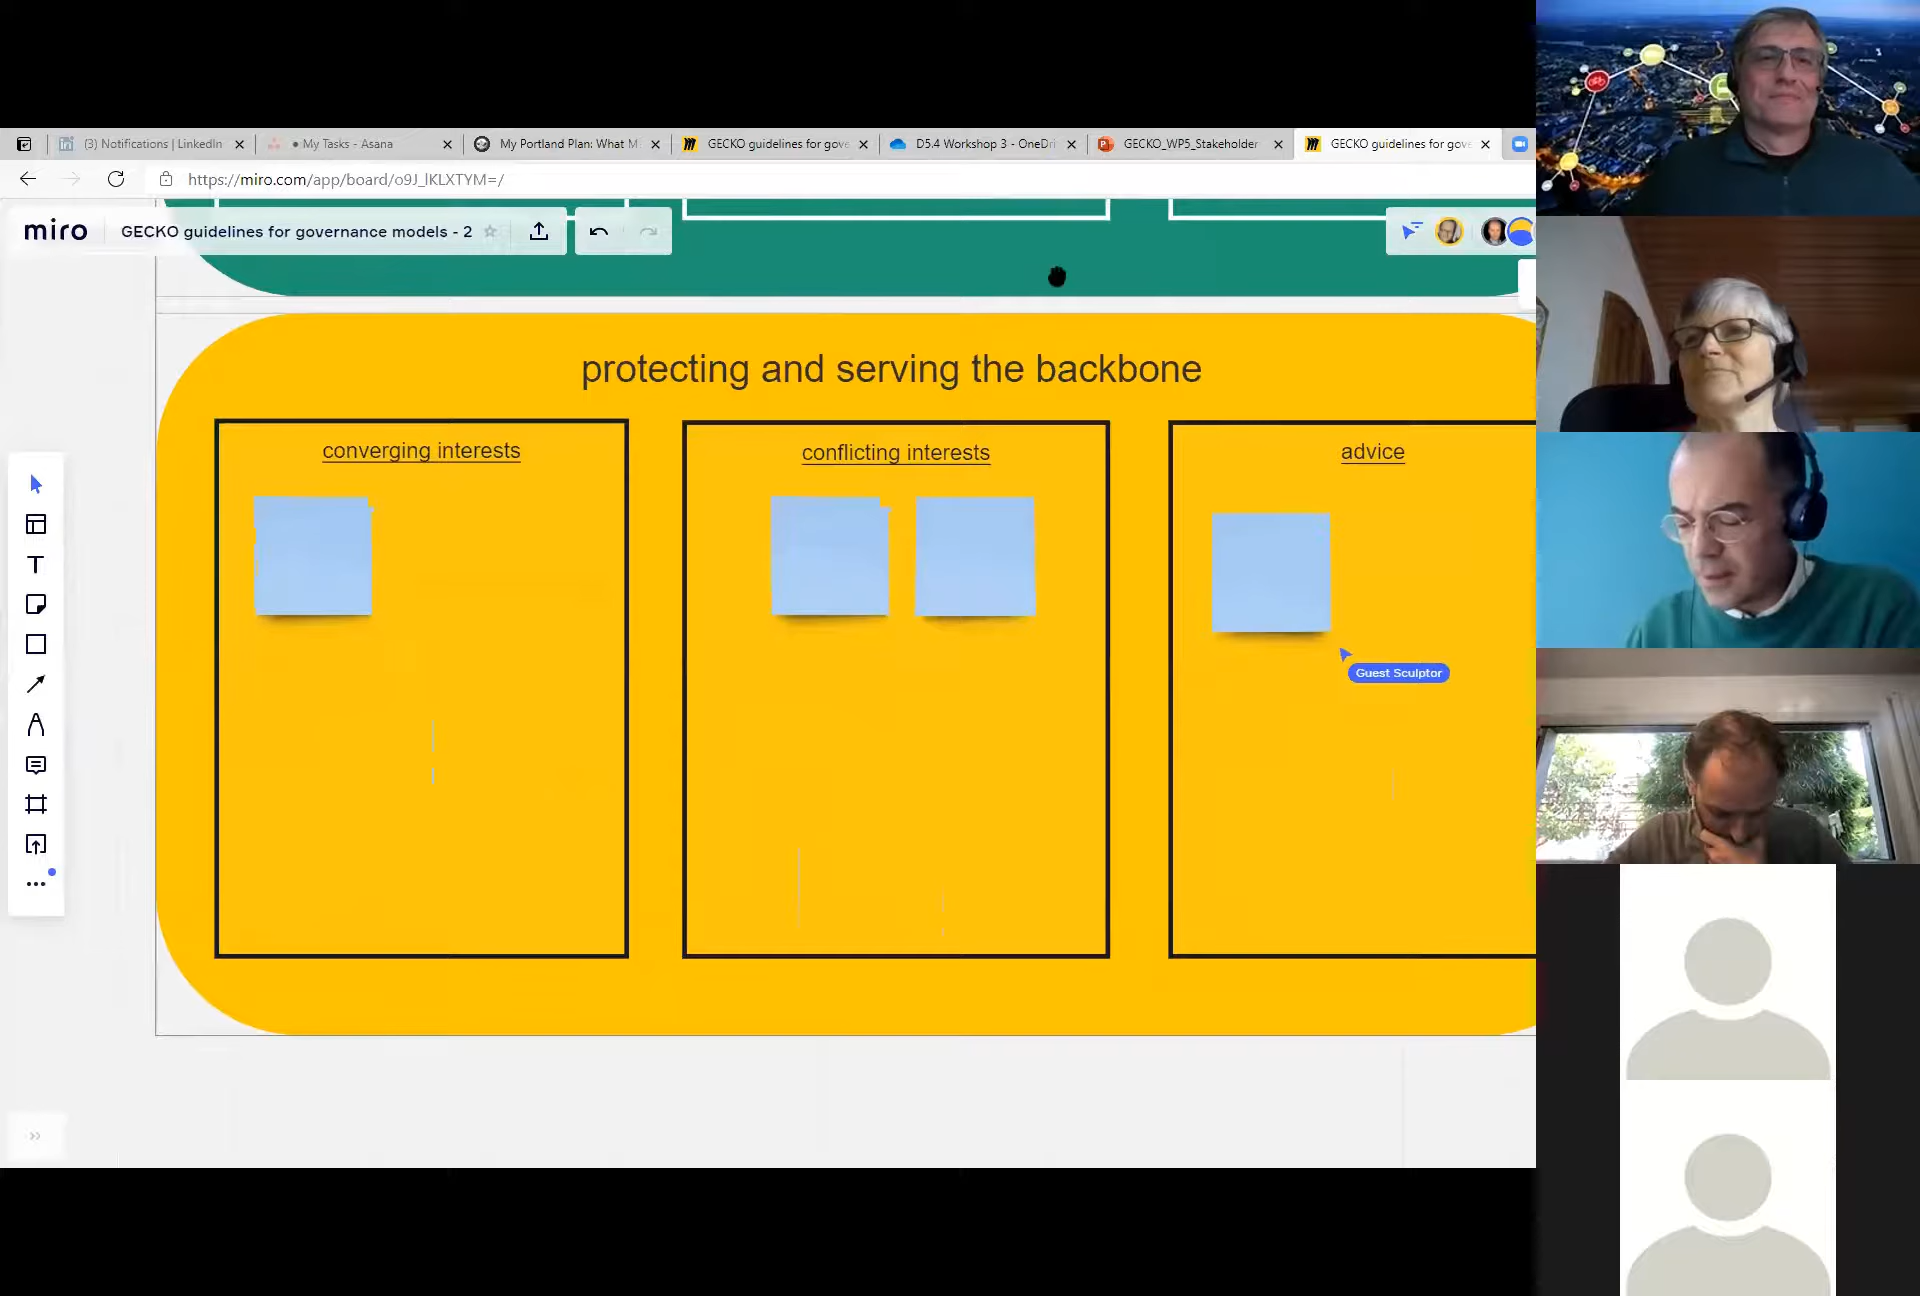 (3) Notifications | LinkedIn
• My Tasks - Asana
My Portland Plan: What M
GECKO guidelines for gove
D5.4 Workshop 3 - OneDri
GECKO_WP5_Stakeholder
GECKO guidelines for gove
https://miro.com/app/board/o9J_lKLXTYM=/
miro
GECKO guidelines for governance models - 2
protecting and serving the backbone
converging interests
conflicting interests
advice
Guest Sculptor